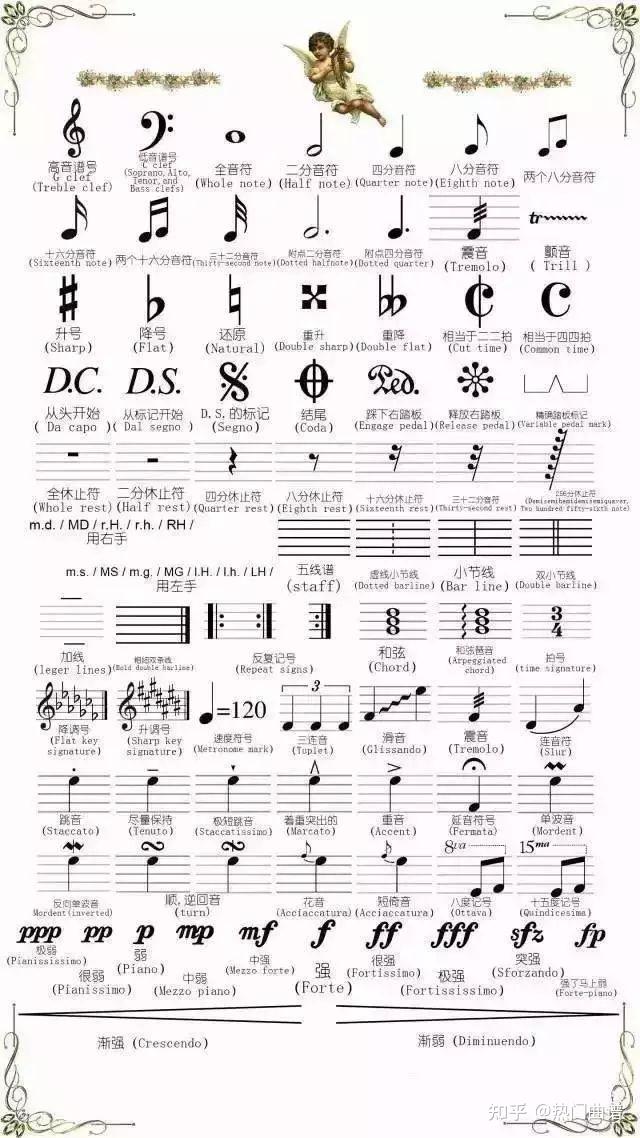 高音谱号
G clef
(Treble clef)
低音谱号
C clef
(Soprano, Alto,
Tenor, and
Bass clefs)
全音符
(Whole note)
二分音符
(Half note)
四分音符
(Quarter note)
八分音符
(Eighth note)
两个八分音符
十六分音符
(Sixteenth note)
两个十六分音符
三十二分音符
(Thirty-second note)
附点二分音符
(Dotted halfnote)
附点四分音符
(Dotted quarter)
震音
(Tremolo)
tr
颤音
( Trill )
升号
(Sharp)
降号
(Flat)
还原
(Natural)
重升
(Double sharp)
重降
(Double flat)
相当于二二拍
(Cut time)
相当于四四拍
(Common time)
D.C.
从头开始
( Da capo )
D.S.
从标记开始
( Dal segno )
D.S.的标记
(Segno)
结尾
(Coda)
Ped.
踩下右踏板
(Engage pedal)
释放右踏板
(Release pedal)
精确踏板标记
(Variable pedal mark)
全休止符
(Whole rest)
二分休止符
(Half rest)
四分休止符
(Quarter rest)
八分休止符
(Eighth rest)
十六分休止符
(Sixteenth rest)
三十二分音符
(Thirty-second rest)
256分休止符
(Demisemihemidemisemiquaver,
Two hundred fifty-sixth note)
m.d. / MD / r.H. / r.h. / RH /
用右手
m.s. / MS / m.g. / MG / l.H. / l.h. / LH /
用左手
五线谱
(staff)
虚线小节线
(Dotted barline)
小节线
(Bar line)
双小节线
(Double barline)
加线
(leger lines)
粗细双条线
(Bold double barline)
反复记号
(Repeat signs)
和弦
(Chord)
和弦琶音
(Arpeggiated
chord)
3
4
拍号
(time signature)
降调号
(Flat key
signature)
升调号
(Sharp key
signature)
=120
速度符号
(Metronome mark)
3
三连音
(Tuplet)
滑音
(Glissando)
震音
(Tremolo)
连音符
(Slur)
跳音
(Staccato)
尽量保持
(Tenuto)
极短跳音
(Staccatissimo)
着重突出的
(Marcato)
重音
(Accent)
延音符号
(Fermata)
单波音
(Mordent)
反向单波音
Mordent(inverted)
顺,逆回音
(turn)
花音
(Acciaccatura)
短倚音
(Acciaccatura)
8va
八度记号
(Ottava)
15ma
十五度记号
(Quindicesima)
ppp pp p mp mf f ff fff sfz fp
极弱
(Pianississimo)
很弱
(Pianissimo)
弱
(Piano)
中弱
(Mezzo piano)
中强
(Mezzo forte)
强
(Forte)
很强
(Fortissimo)
极强
(Fortississimo)
突强
(Sforzando)
强了马上弱
(Forte-piano)
渐强 (Crescendo)
渐弱 (Diminuendo)
知乎 @热门曲谱